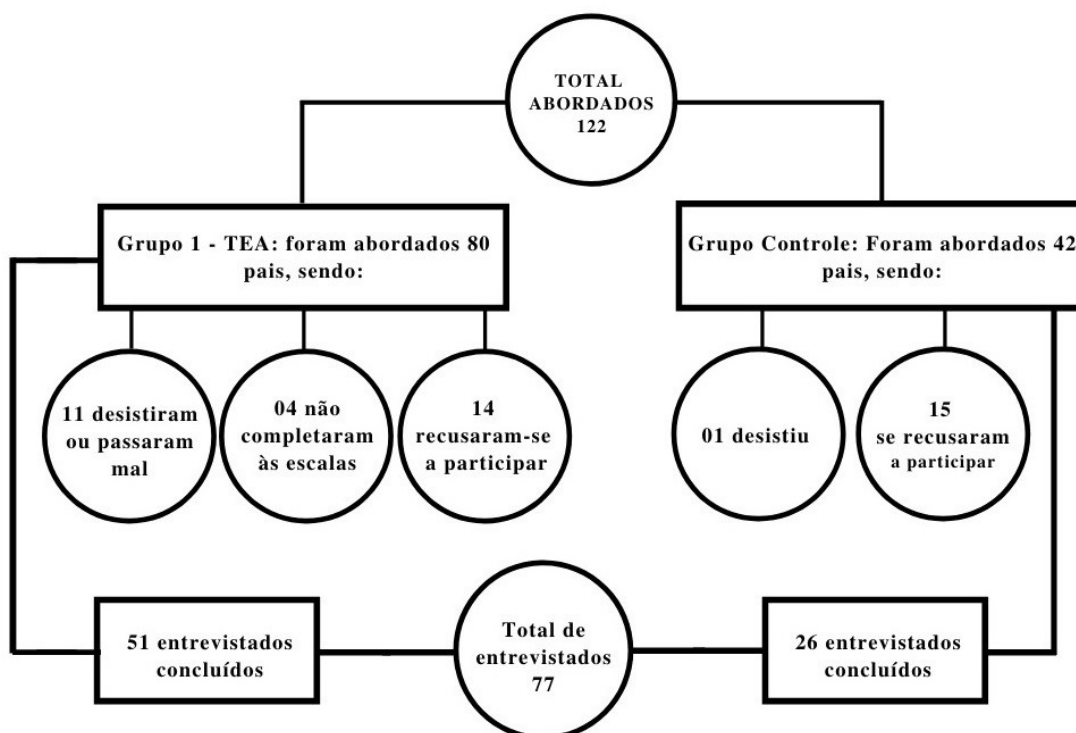 TOTAL
ABORDADOS
122
Grupo 1 - TEA: foram abordados 80
pais, sendo:
Grupo Controle: Foram abordados 42
pais, sendo:
11 desistiram
ou passaram
mal
04 não
completaram
às escalas
14
recusaram-se
a participar
01 desistiu
15
se recusaram
a participar
51 entrevistados
concluídos
Total de
entrevistados
77
26 entrevistados
concluídos